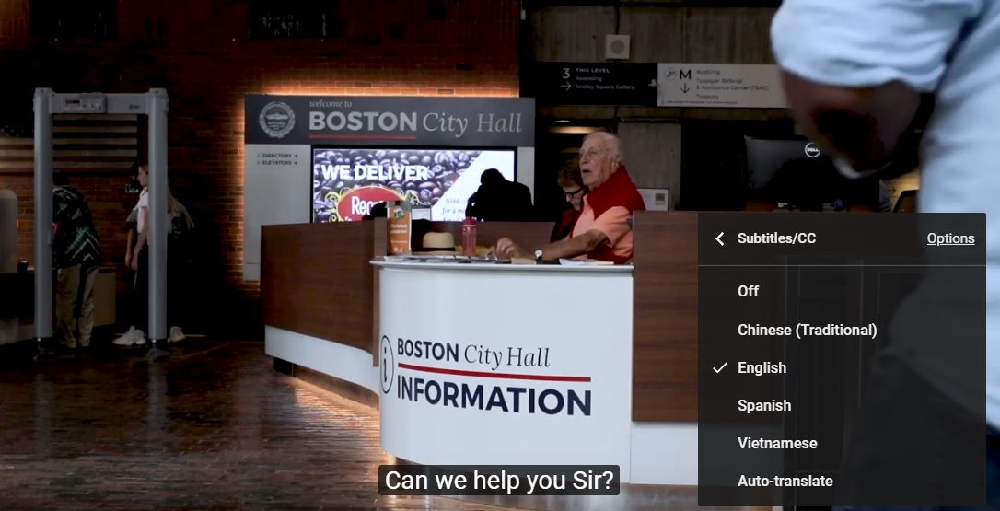 3 THIS LEVEL
Assessing
Scollay Square Gallery
M Auditing
Taxpayer Referral
& Assistance Center (TRAC)
Treasury
welcome to
BOSTON City Hall
DIRECTORY →
ELEVATORS →
WE DELIVER
DELL
Subtitles/CC
Options
Off
Chinese (Traditional)
English
Spanish
Vietnamese
Auto-translate
BOSTON City Hall
i
INFORMATION
Can we help you Sir?